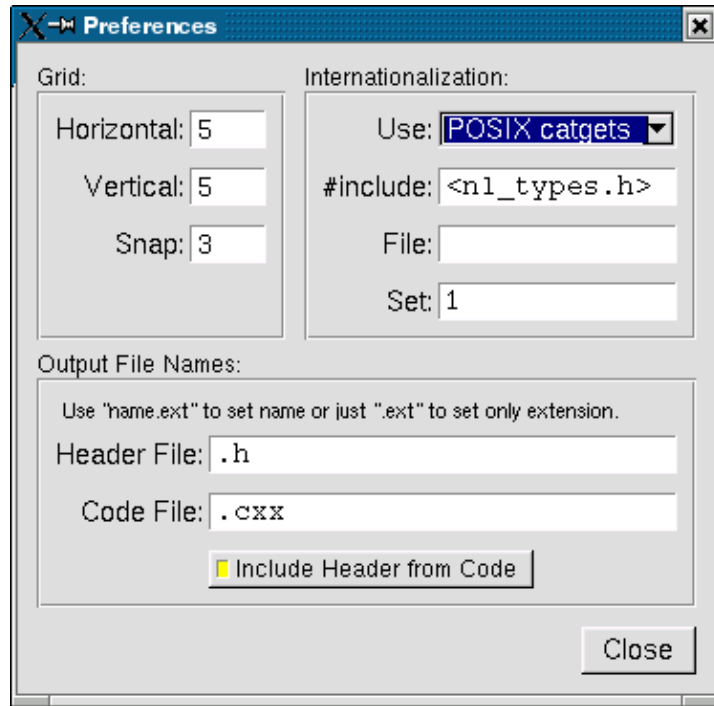 Preferences
Grid:
Horizontal: 5
Vertical: 5
Snap: 3
Internationalization:
Use: POSIX catgets
#include: <nl_types.h>
File:
Set: 1
Output File Names:
Use "name.ext" to set name or just ".ext" to set only extension.
Header File: .h
Code File: .cxx
Include Header from Code
Close